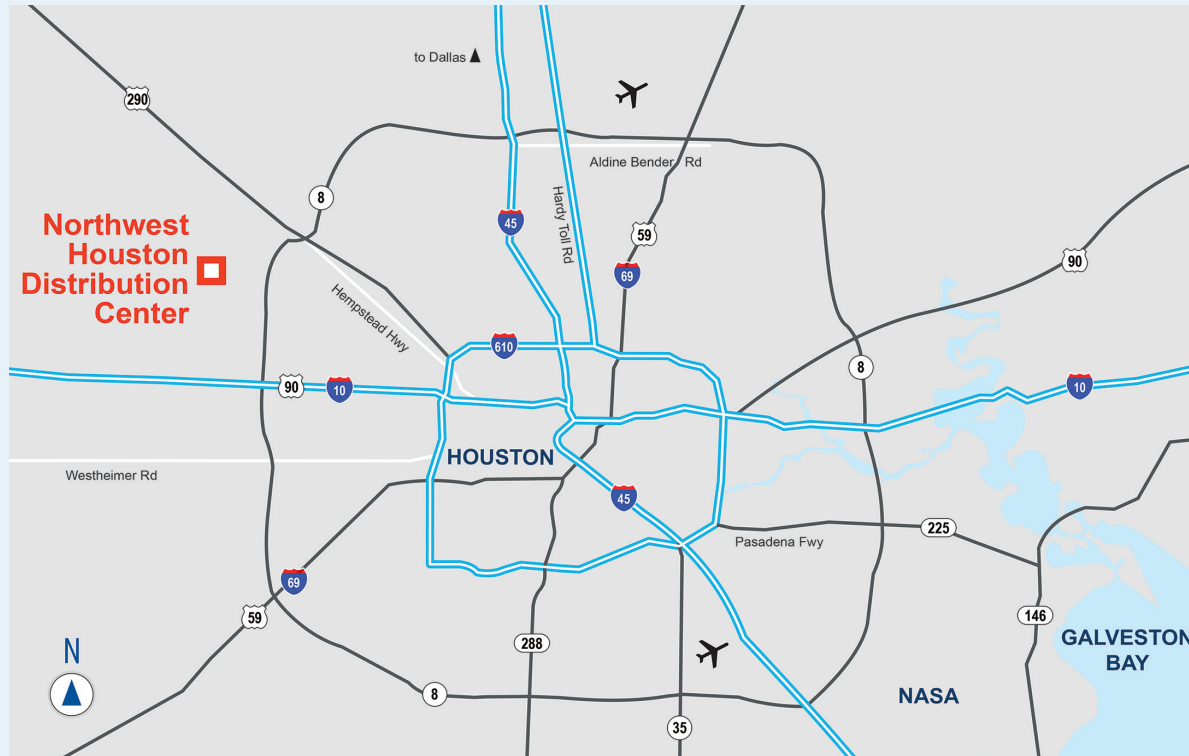 to Dallas
290
Aldine Bender Rd
8
Hardy Toll Rd
45
Northwest
Houston
Distribution
Center
59
69
90
Hempstead Hwy
610
8
90
10
10
HOUSTON
Westheimer Rd
45
225
Pasadena Fwy
69
59
146
288
GALVESTON
BAY
N
8
NASA
35